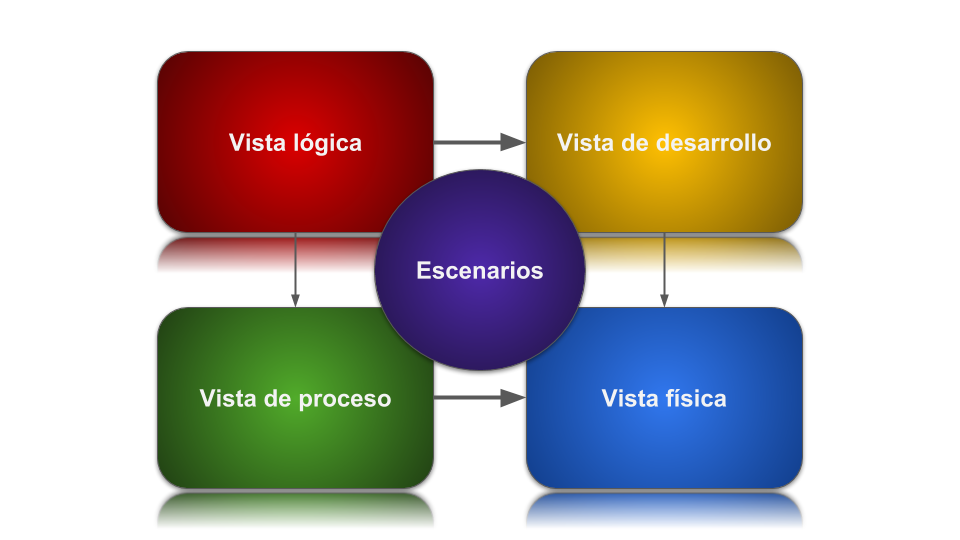 Vista lógica
Vista de desarrollo
Escenarios
Vista de proceso
Vista física